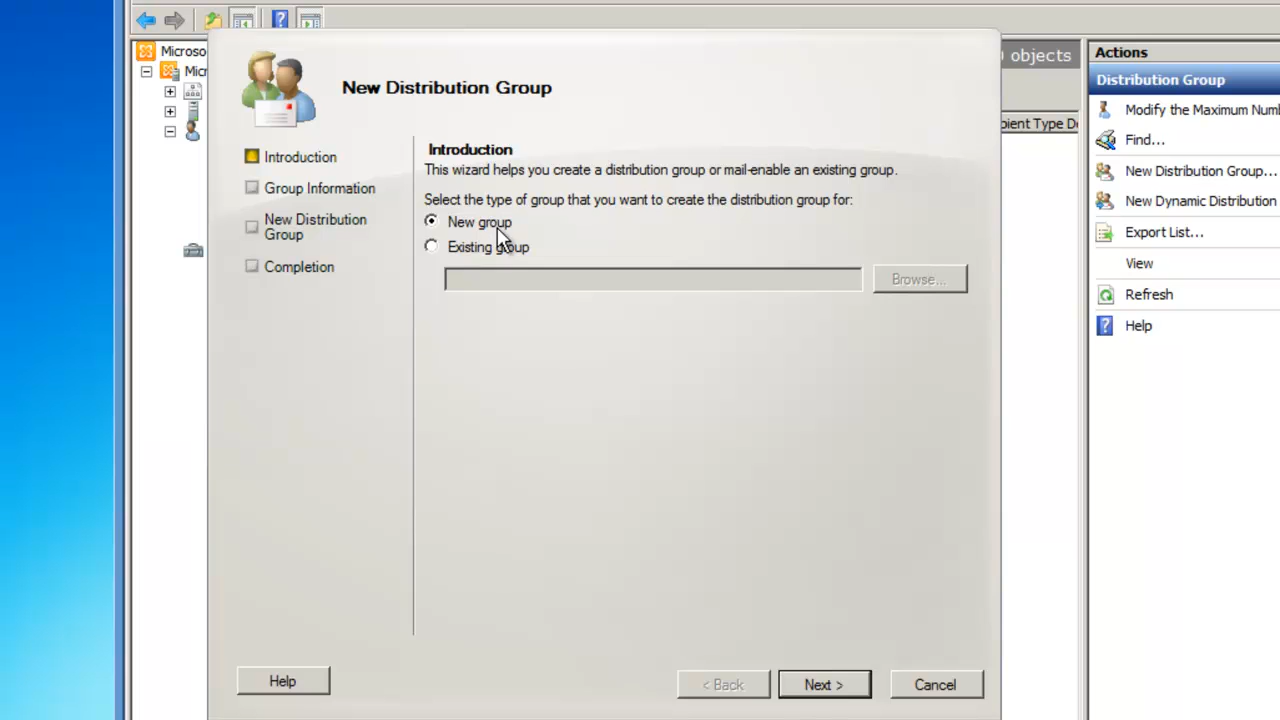 Microso
Micr
objects
ipient Type D
New Distribution Group
Introduction
Group Information
New Distribution
Group
Completion
Introduction
This wizard helps you create a distribution group or mail-enable an existing group.
Select the type of group that you want to create the distribution group for:
New group
Existing group
Browse...
Help
< Back
Next >
Cancel
Actions
Distribution Group
Modify the Maximum Num
Find...
New Distribution Group...
New Dynamic Distribution
Export List...
View
Refresh
Help